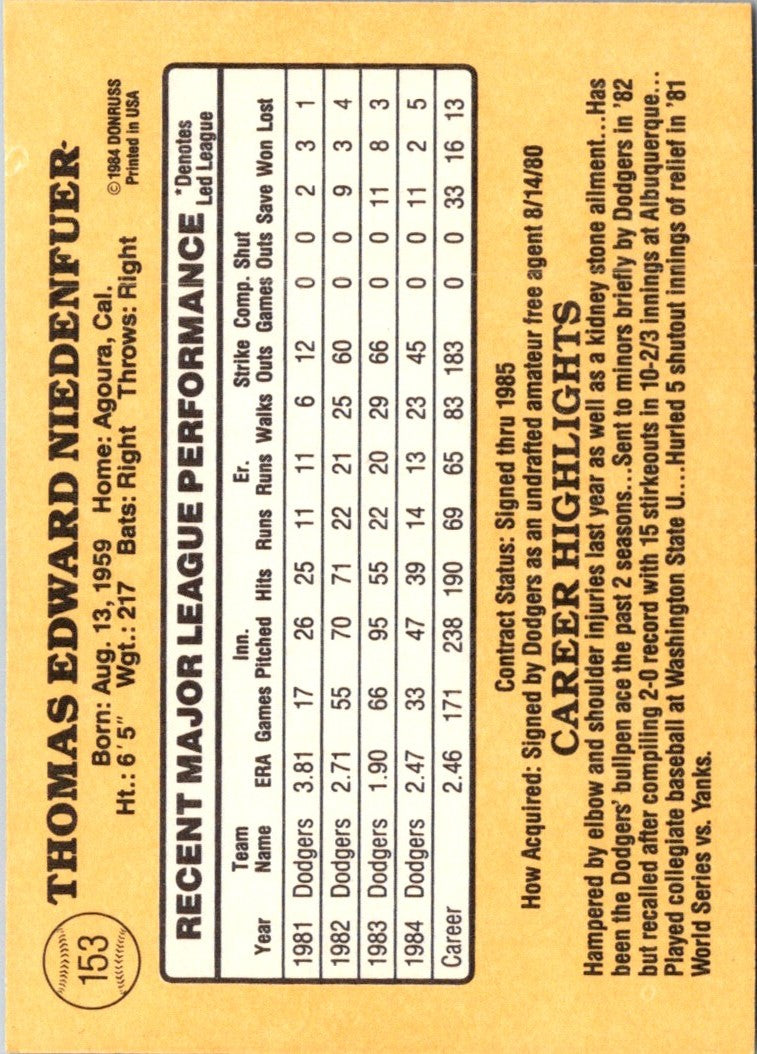 153
THOMAS EDWARD NIEDENFUER
Born: Aug. 13, 1959 Home: Agoura, Cal.
Ht.: 6'5" Wgt.: 217 Bats: Right Throws: Right
© 1984 DONRUSS
Printed in USA
RECENT MAJOR LEAGUE PERFORMANCE
*Denotes
Led League
Year Team Name ERA Games Inn. Pitched Hits Runs Er. Runs Walks Strike Outs Comp. Games Shut Outs Save Won Lost
1981 Dodgers 3.81 17 26 25 11 11 6 12 0 0 2 3 1
1982 Dodgers 2.71 55 70 71 22 21 25 60 0 0 9 3 4
1983 Dodgers 1.90 66 95 55 22 20 29 66 0 0 11 8 3
1984 Dodgers 2.47 33 47 39 14 13 23 45 0 0 11 2 5
Career 2.46 171 238 190 69 65 83 183 0 0 33 16 13
Contract Status: Signed thru 1985
How Acquired: Signed by Dodgers as an undrafted amateur free agent 8/14/80
CAREER HIGHLIGHTS
Hampered by elbow and shoulder injuries last year as well as a kidney stone ailment...Has
been the Dodgers' bullpen ace the past 2 seasons...Sent to minors briefly by Dodgers in '82
but recalled after compiling 2-0 record with 15 stirkeouts in 10-2/3 innings at Albuquerque...
Played collegiate baseball at Washington State U....Hurled 5 shutout innings of relief in '81
World Series vs. Yanks.